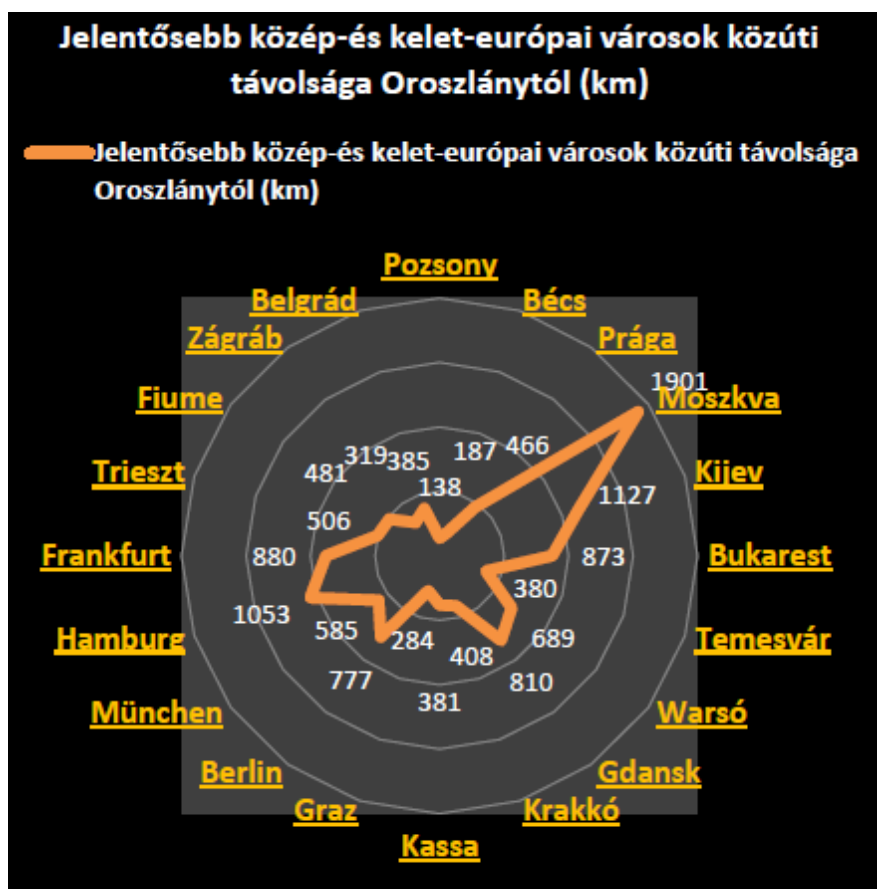 Jelentősebb közép-és kelet-európai városok közúti
távolsága Oroszlánytól (km)
Jelentősebb közép-és kelet-európai városok közúti távolsága
Oroszlánytól (km)
Pozsony
Belgrád
Bécs
Zágráb
Prága
1901
Fiume
Moszkva
319
385
187
466
481
138
Trieszt
Kijev
1127
506
Frankfurt
880
873
Bukarest
380
1053
585
284
689
Hamburg
Temesvár
408
777
810
381
München
Warsó
Berlin
Gdansk
Graz
Krakkó
Kassa